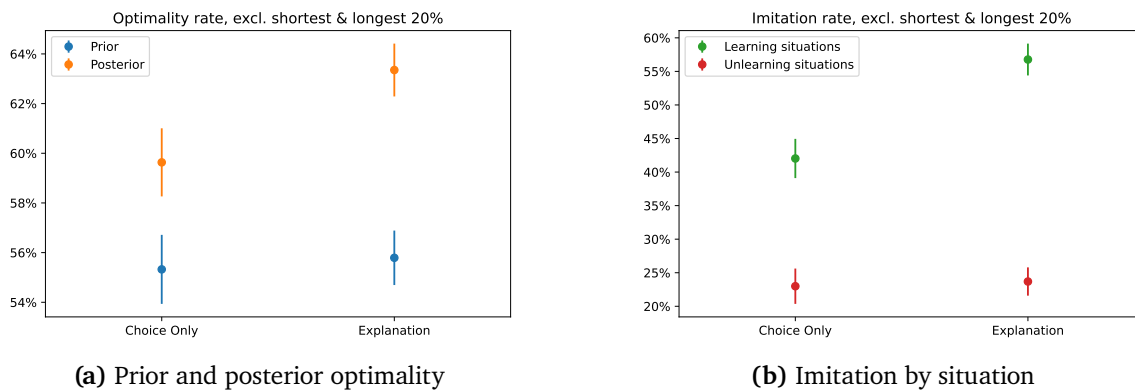 Optimality rate, excl. shortest & longest 20%
Prior
Posterior
64%
62%
60%
58%
56%
54%
Choice Only
Explanation
(a) Prior and posterior optimality
Imitation rate, excl. shortest & longest 20%
Learning situations
Unlearning situations
60%
55%
50%
45%
40%
35%
30%
25%
20%
Choice Only
Explanation
(b) Imitation by situation